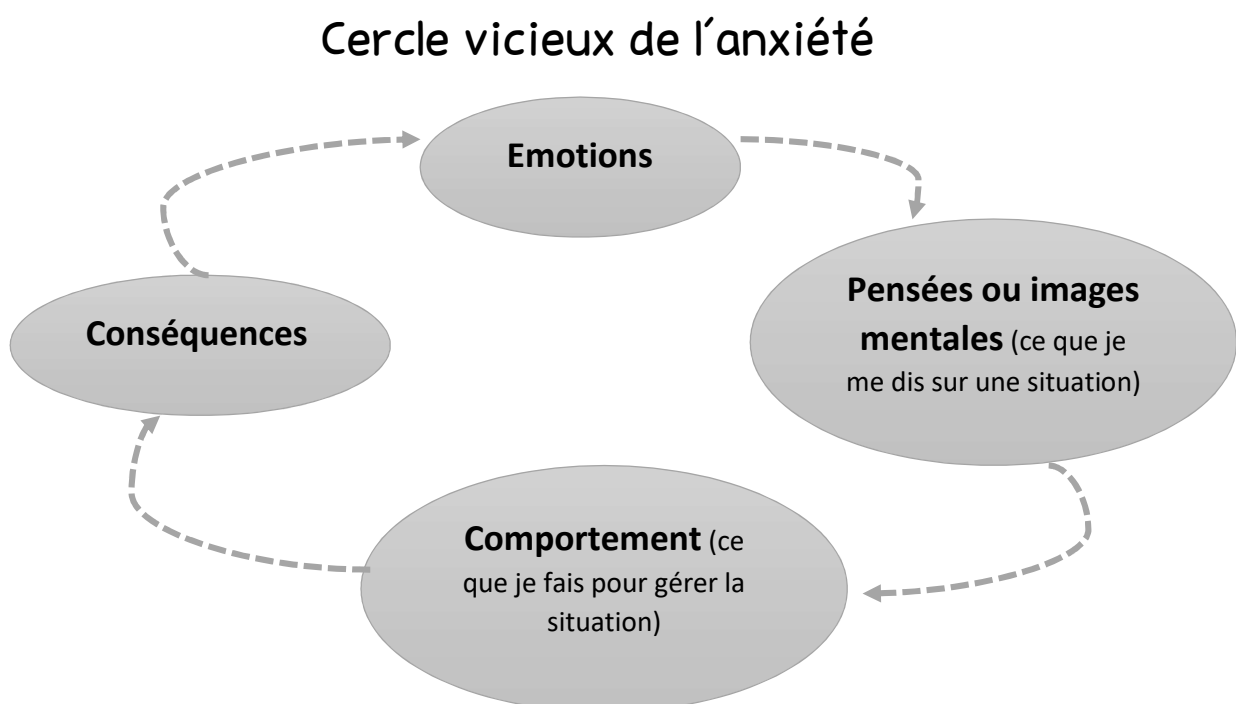 Cercle vicieux de l´anxiété
Emotions
Pensées ou images
mentales (ce que je
me dis sur une situation)
Comportement (ce
que je fais pour gérer la
situation)
Conséquences